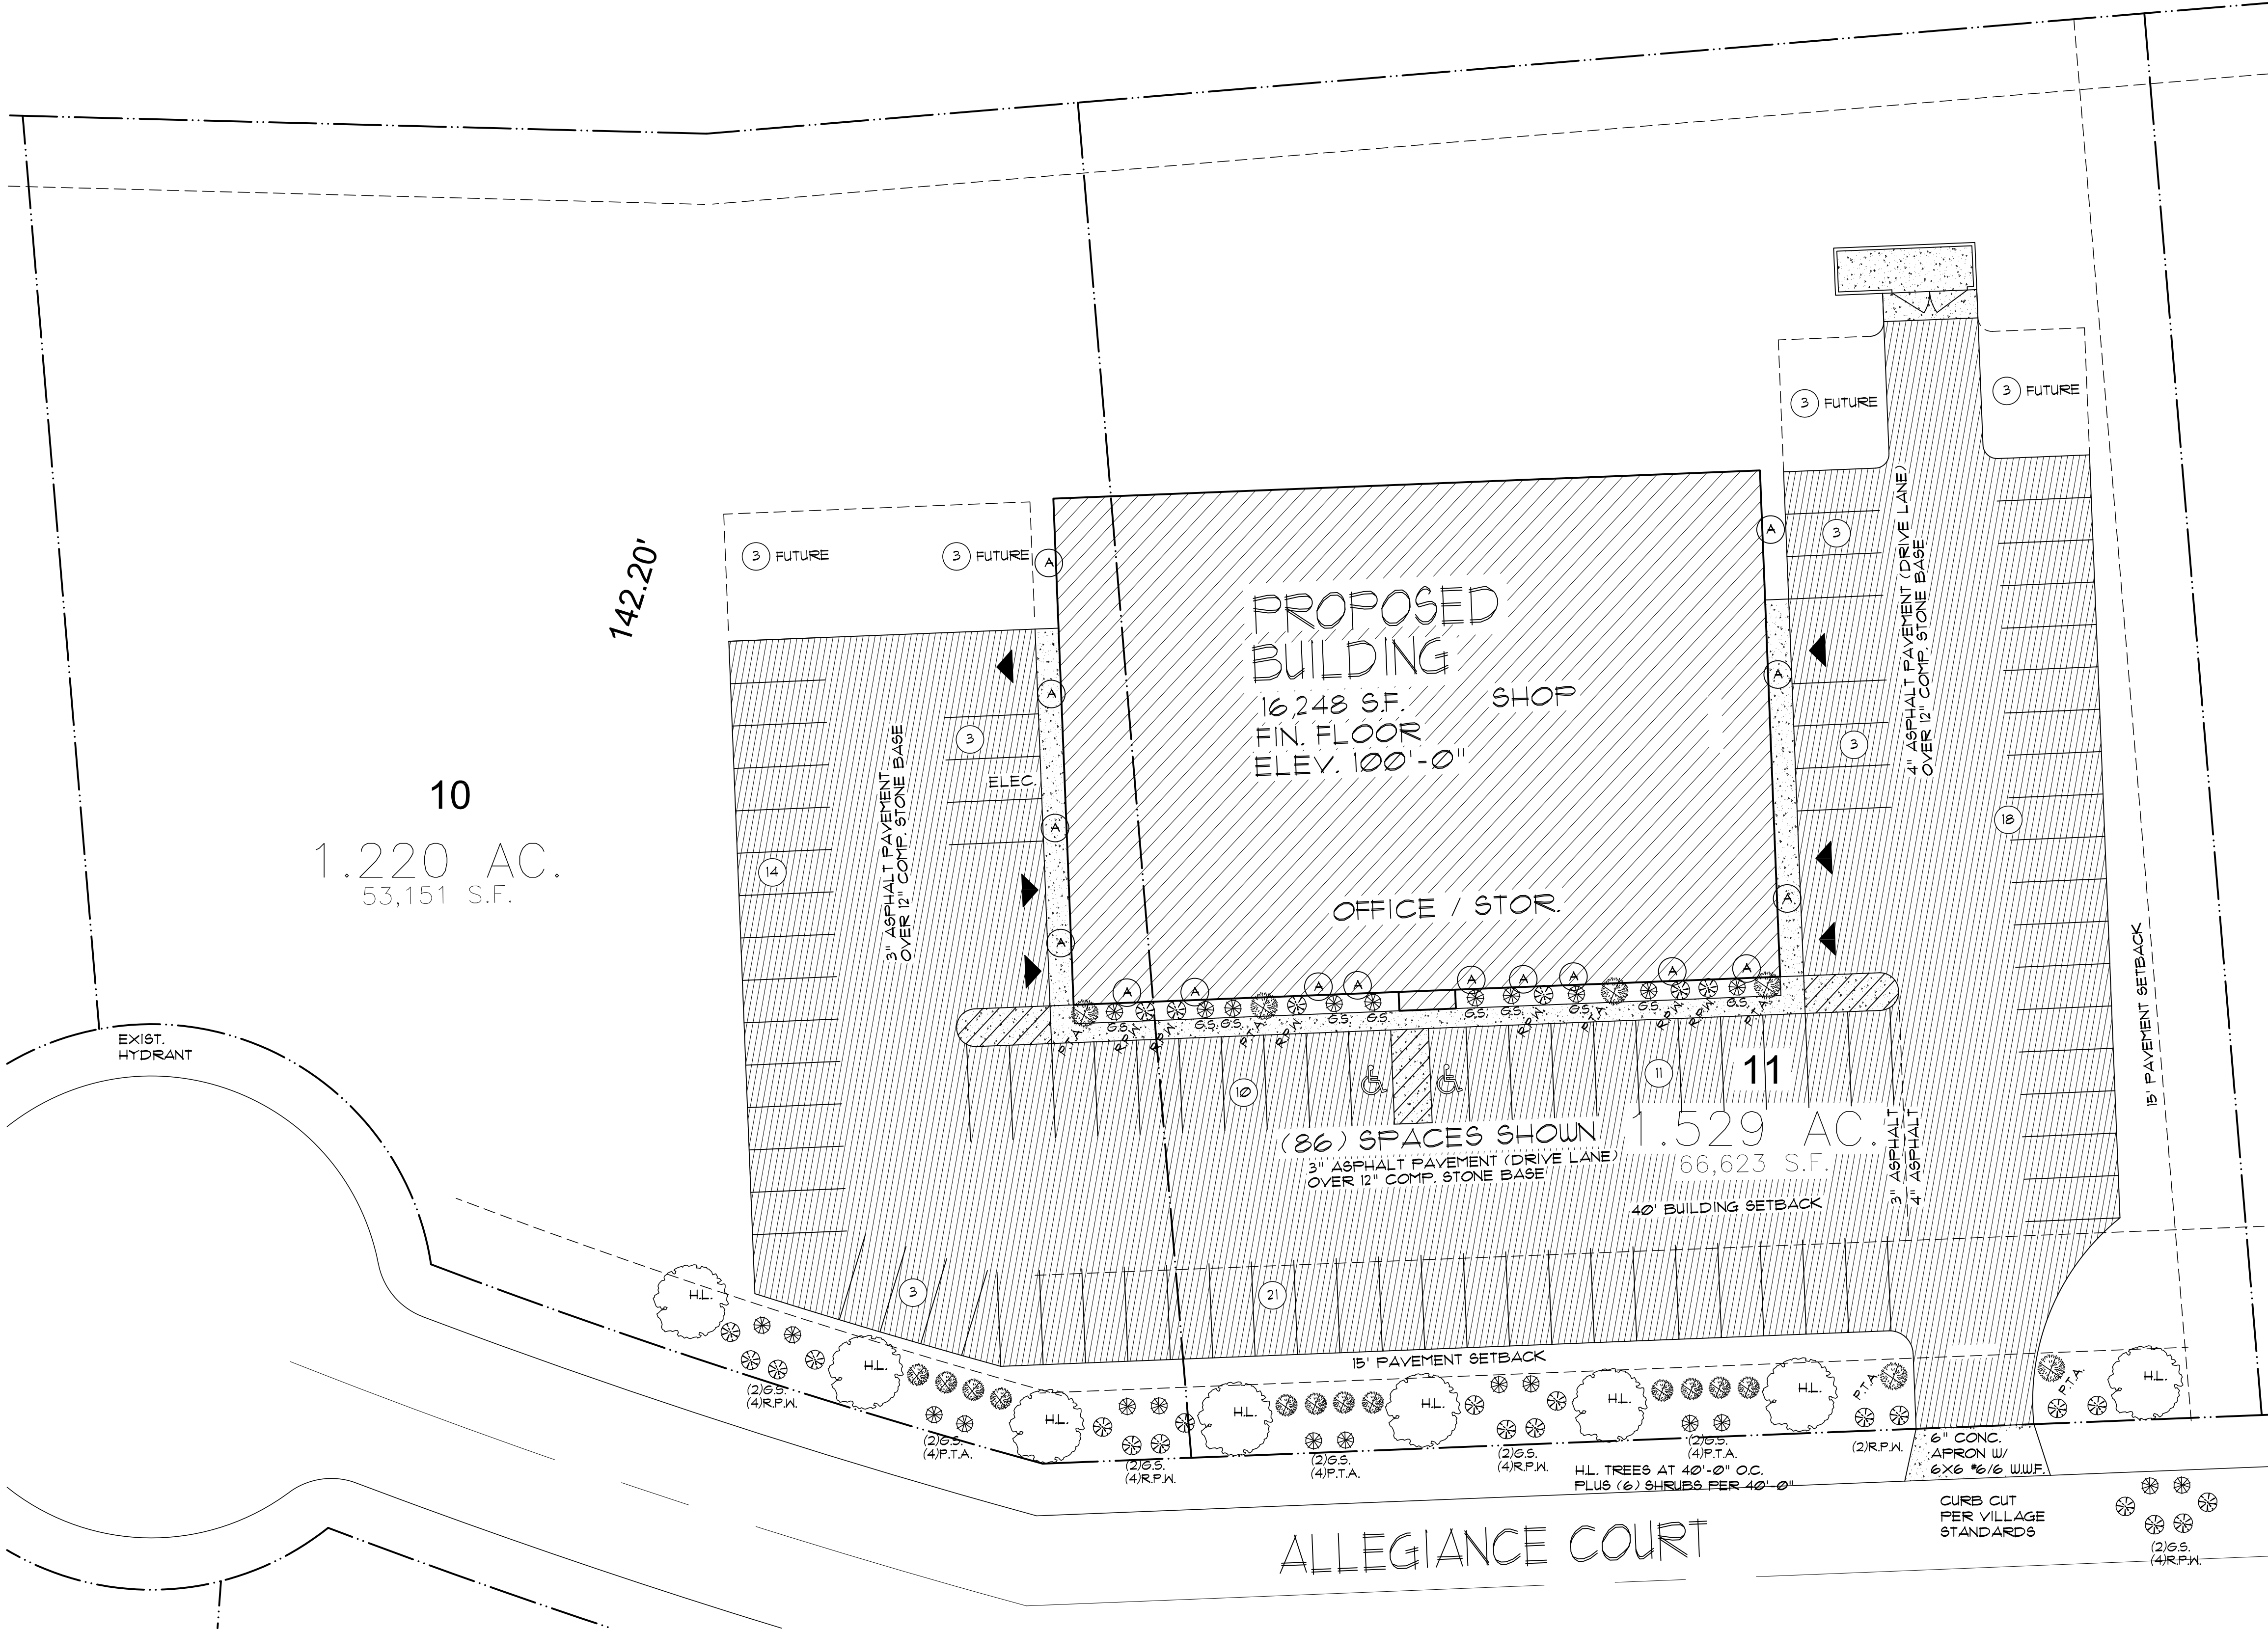 3 FUTURE
3 FUTURE
142.20'
3 FUTURE
3 FUTURE
A
A
3
PROPOSED
BUILDING
16,248 S.F.
FIN. FLOOR
ELEV. 100'-0"
SHOP
4" ASPHALT PAVEMENT (DRIVE LANE)
OVER 12" COMP. STONE BASE
A
A
3
ELEC.
3
10
1.220 AC.
53,151 S.F.
14
3" ASPHALT PAVEMENT
OVER 12" COMP. STONE BASE
A
18
OFFICE / STOR.
A
A
15' PAVEMENT SETBACK
A
A
A
A
A
A
A
A
A
P.T.A.
G.S.
R.P.W.
R.P.W.
G.S.
G.S.
P.T.A.
R.P.W.
G.S.
G.S.
G.S.
G.S.
R.P.W.
G.S.
P.T.A.
G.S.
R.P.W.
R.P.W.
G.S.
P.T.A.
EXIST.
HYDRANT
10
11
11
(86) SPACES SHOWN
3" ASPHALT PAVEMENT (DRIVE LANE)
OVER 12" COMP. STONE BASE
1.529 AC.
66,623 S.F.
3" ASPHALT
4" ASPHALT
40' BUILDING SETBACK
3
21
15' PAVEMENT SETBACK
H.L.
H.L.
H.L.
H.L.
H.L.
H.L.
H.L.
P.T.A.
P.T.A.
H.L.
(2)G.S.
(4)R.P.W.
(2)G.S.
(4)P.T.A.
(2)G.S.
(4)R.P.W.
(2)G.S.
(4)P.T.A.
(2)G.S.
(4)R.P.W.
(2)G.S.
(4)P.T.A.
(2)R.P.W.
H.L. TREES AT 40'-0" O.C.
PLUS (6) SHRUBS PER 40'-0"
6" CONC.
APRON W/
6X6 #6/6 W.W.F.
CURB CUT
PER VILLAGE
STANDARDS
(2)G.S.
(4)R.P.W.
ALLEGIANCE COURT